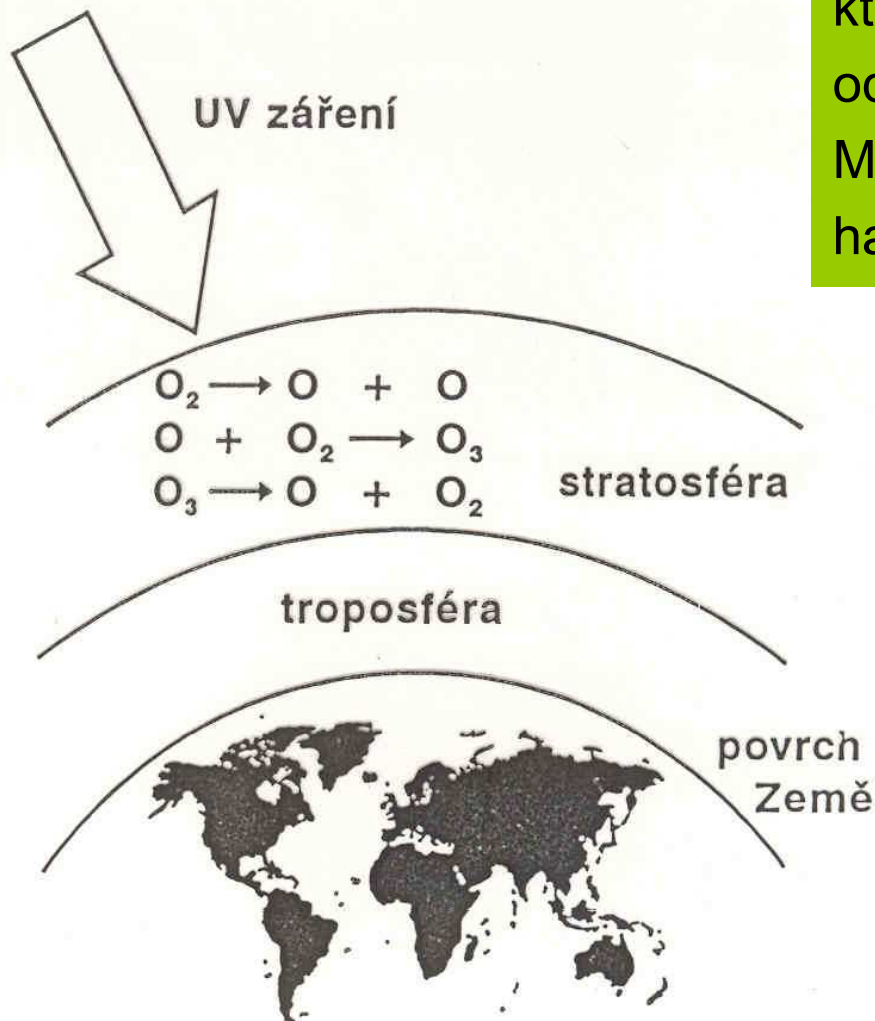 UV záření
O₂ → O + O
O + O₂ → O₃
O₃ → O + O₂
stratosféra
troposféra
povrch
Země